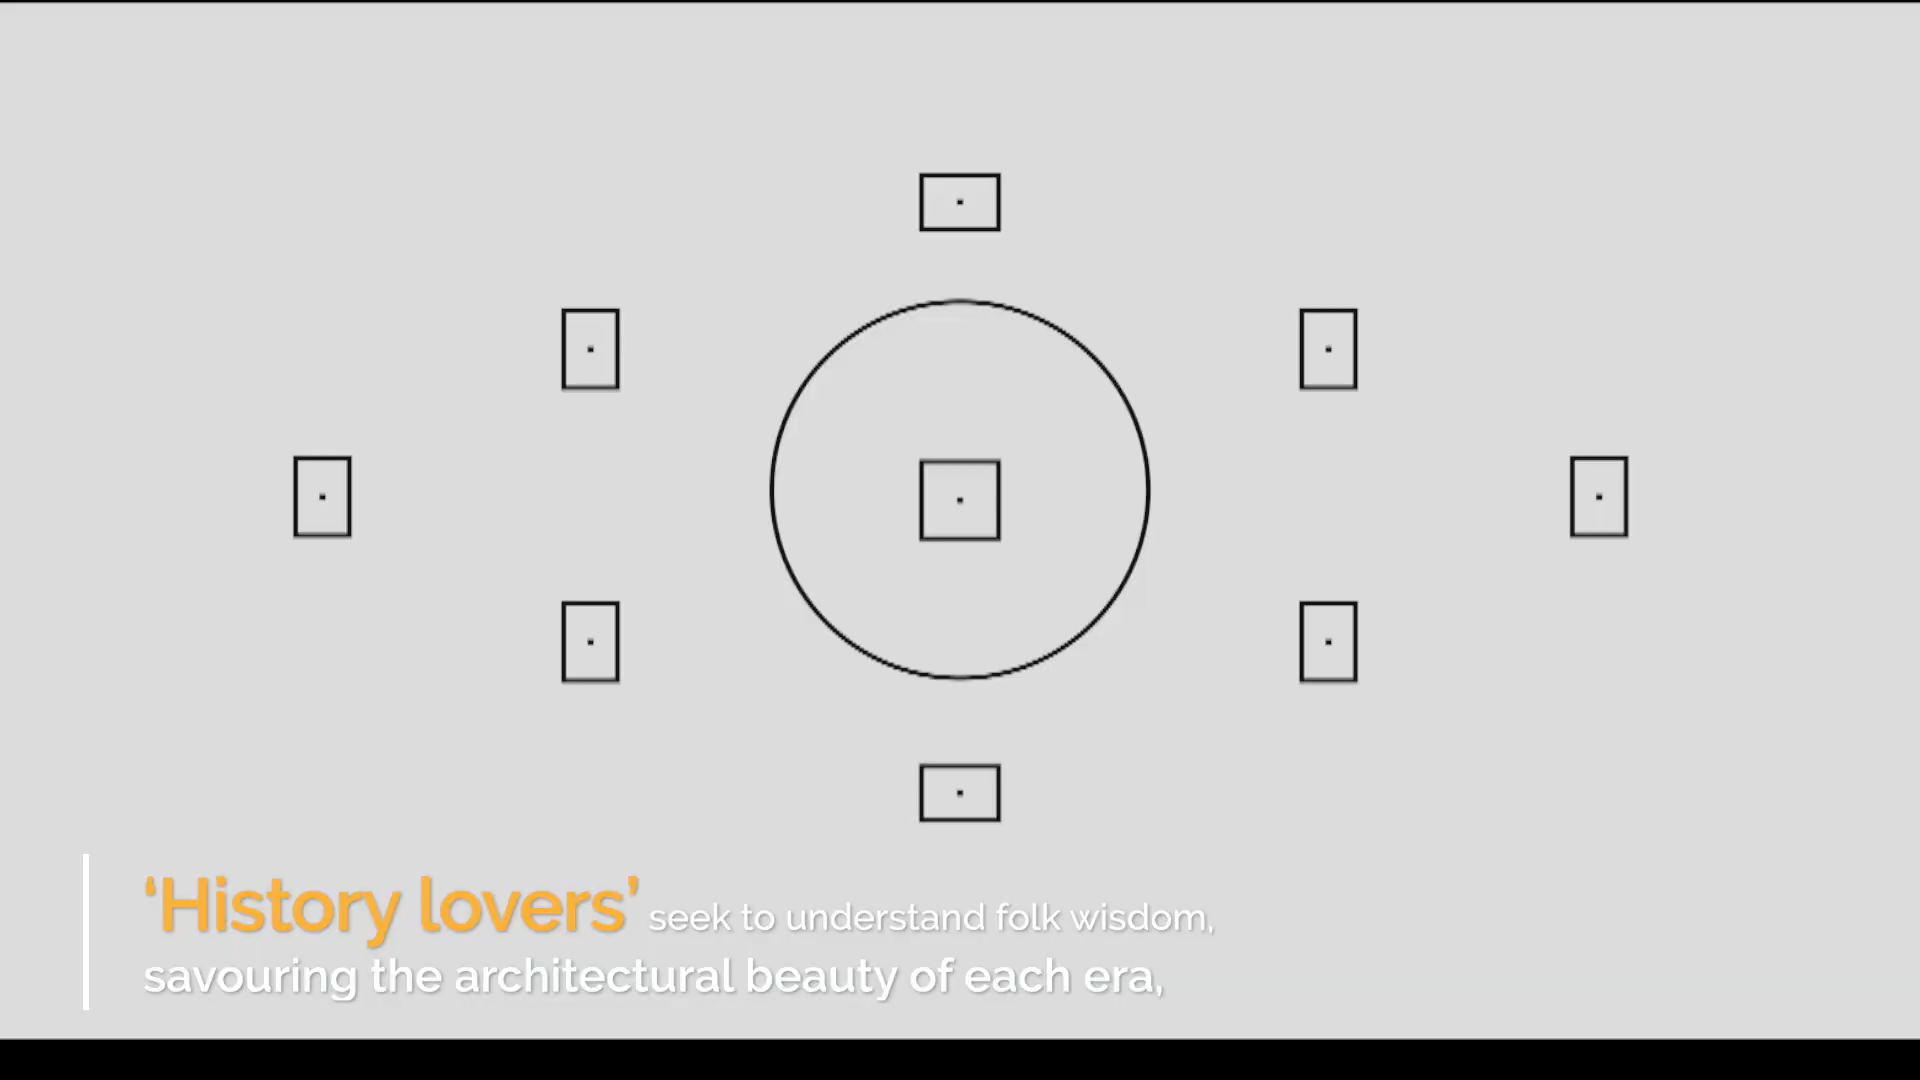 ‘History lovers’ seek to understand folk wisdom,
savouring the architectural beauty of each era,